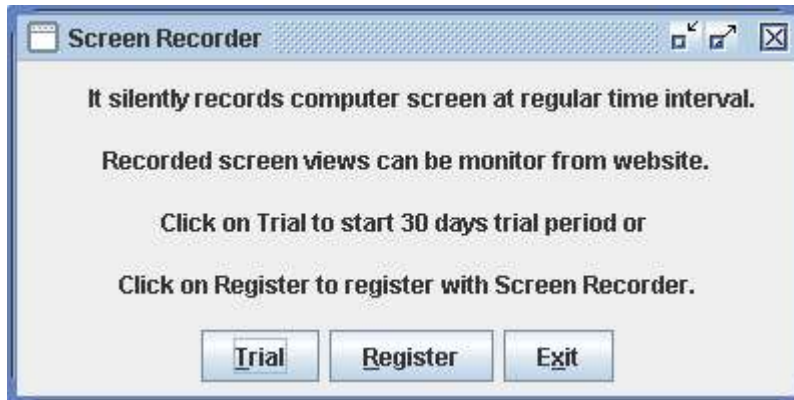 Screen Recorder
It silently records computer screen at regular time interval.
Recorded screen views can be monitor from website.
Click on Trial to start 30 days trial period or
Click on Register to register with Screen Recorder.
Trial Register Exit